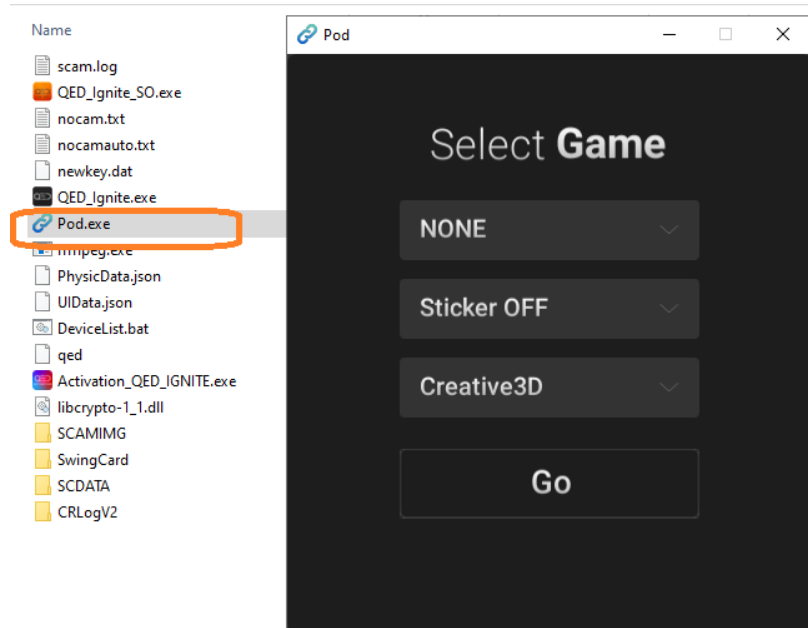 Name
scam.log
QED_Ignite_SO.exe
nocam.txt
nocamauto.txt
newkey.dat
QED_Ignite.exe
Pod.exe
PhysicData.json
UIData.json
DeviceList.bat
qed
Activation_QED_IGNITE.exe
libcrypto-1_1.dll
SCAMIMG
SwingCard
SCDATA
CRLogV2
Pod
Select Game
NONE
Sticker OFF
Creative3D
Go